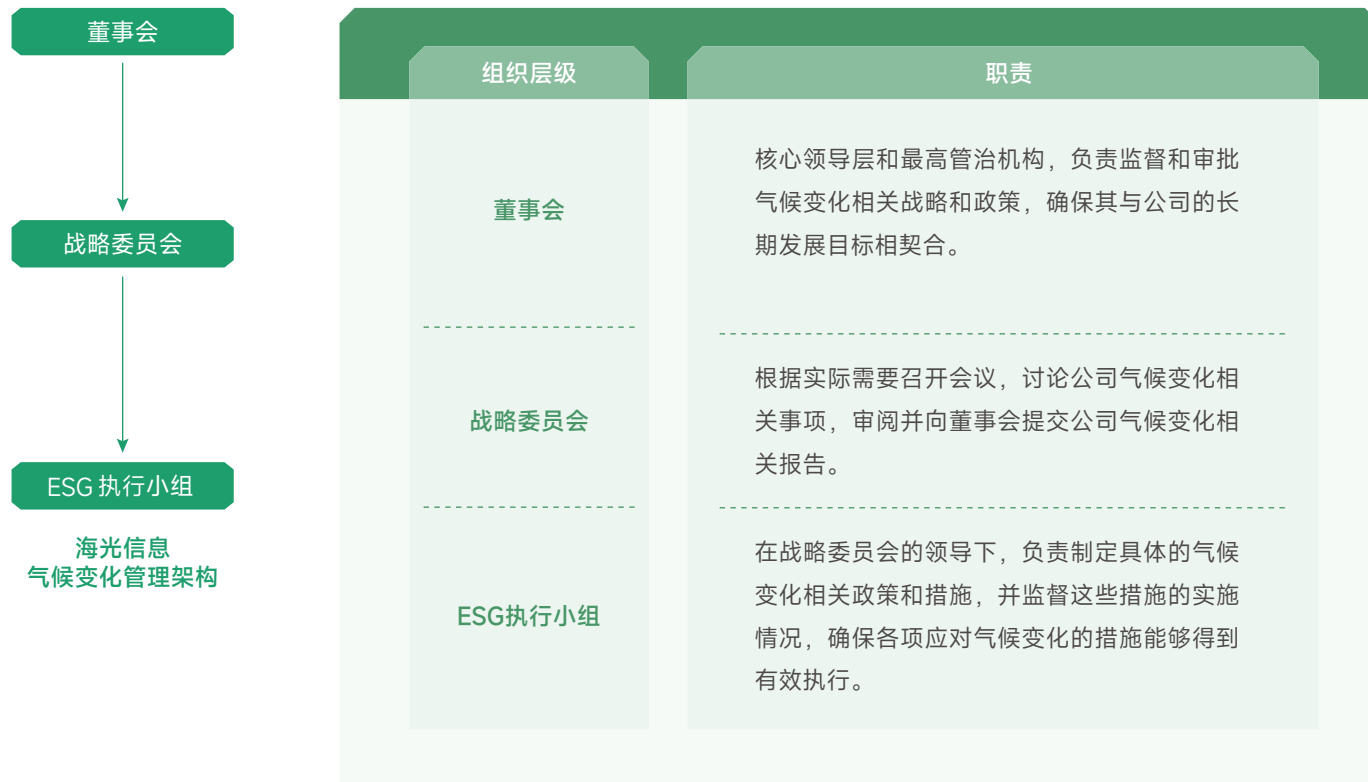 董事会
战略委员会
ESG 执行小组
海光信息
气候变化管理架构
组织层级
职责
董事会
核心领导层和最高管治机构，负责监督和审批
气候变化相关战略和政策，确保其与公司的长
期发展目标相契合。
战略委员会
根据实际需要召开会议，讨论公司气候变化相
关事项，审阅并向董事会提交公司气候变化相
关报告。
ESG执行小组
在战略委员会的领导下，负责制定具体的气候
变化相关政策和措施，并监督这些措施的实施
情况，确保各项应对气候变化的措施能够得到
有效执行。